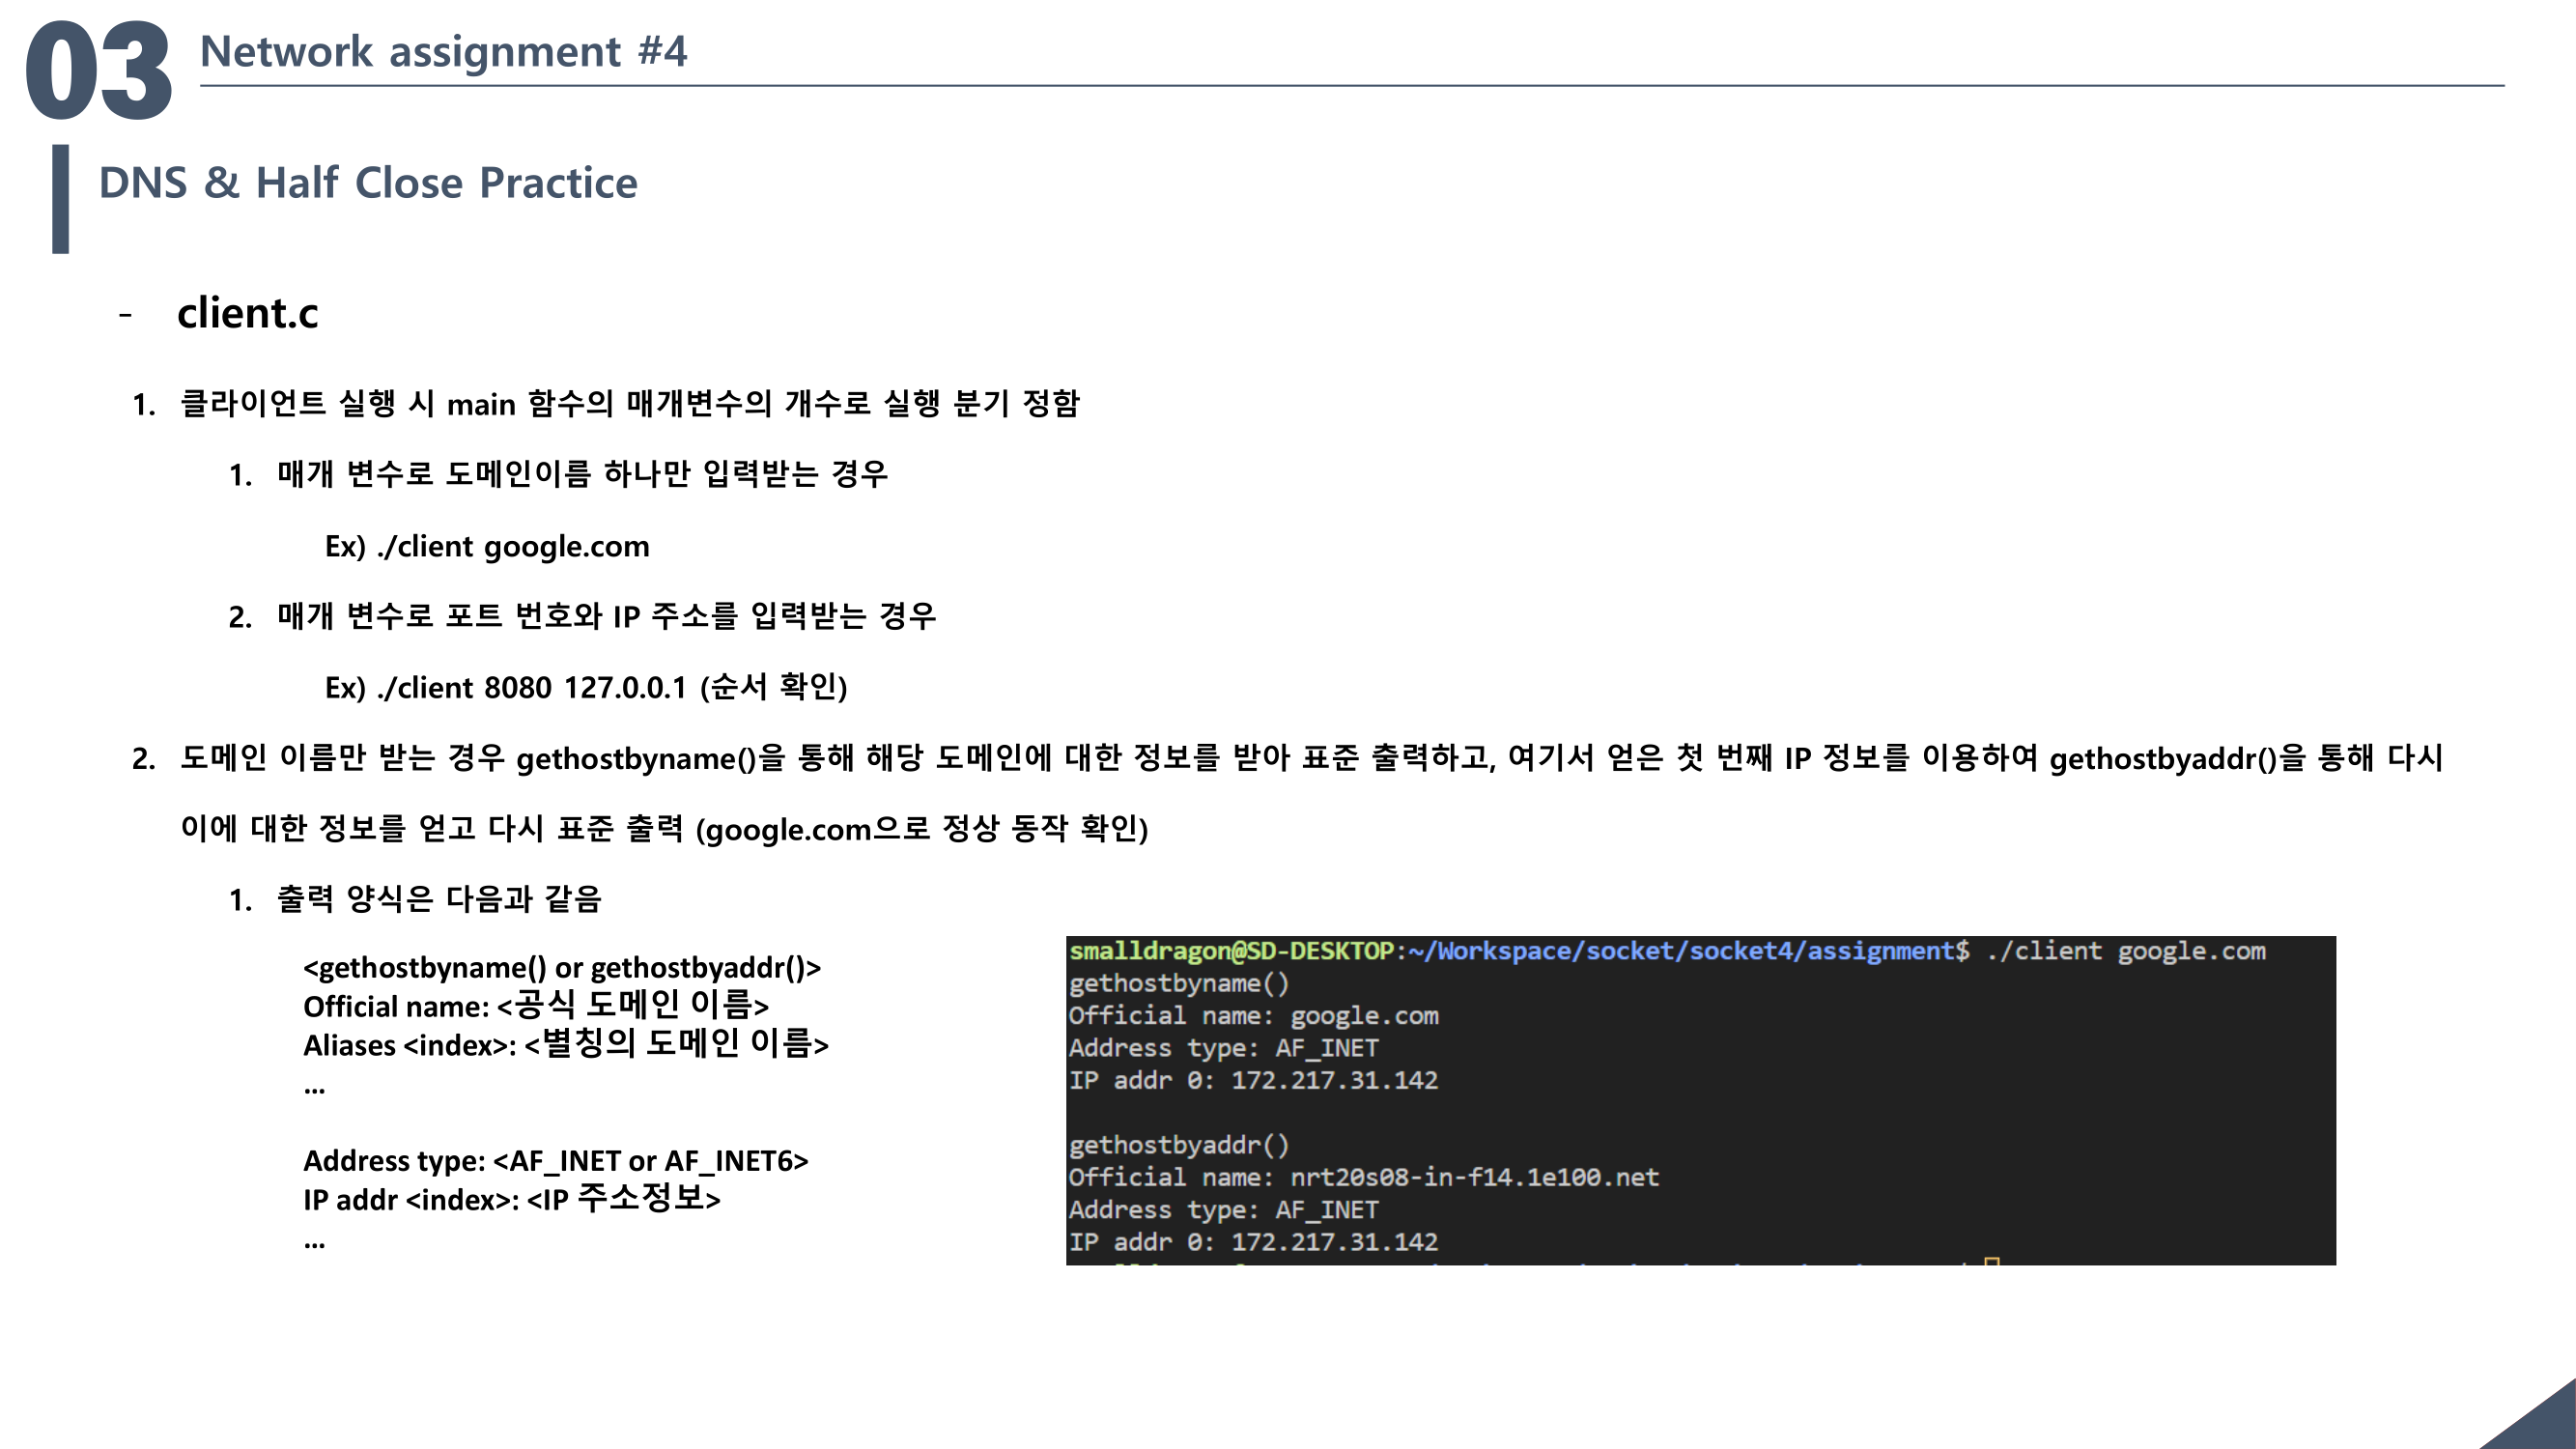 03
Network assignment #4
DNS & Half Close Practice
- client.c
1. 클라이언트 실행 시 main 함수의 매개변수의 개수로 실행 분기 정함
1. 매개 변수로 도메인이름 하나만 입력받는 경우
Ex) ./client google.com
2. 매개 변수로 포트 번호와 IP 주소를 입력받는 경우
Ex) ./client 8080 127.0.0.1 (순서 확인)
2. 도메인 이름만 받는 경우 gethostbyname()을 통해 해당 도메인에 대한 정보를 받아 표준 출력하고, 여기서 얻은 첫 번째 IP 정보를 이용하여 gethostbyaddr()을 통해 다시
이에 대한 정보를 얻고 다시 표준 출력 (google.com으로 정상 동작 확인)
1. 출력 양식은 다음과 같음
<gethostbyname() or gethostbyaddr()>
Official name: <공식 도메인 이름>
Aliases <index>: <별칭의 도메인 이름>
...
Address type: <AF_INET or AF_INET6>
IP addr <index>: <IP 주소정보>
...
smalldragon@SD-DESKTOP:~/Workspace/socket/socket4/assignment$ ./client google.com
gethostbyname()
Official name: google.com
Address type: AF_INET
IP addr 0: 172.217.31.142
gethostbyaddr()
Official name: nrt20s08-in-f14.1e100.net
Address type: AF_INET
IP addr 0: 172.217.31.142